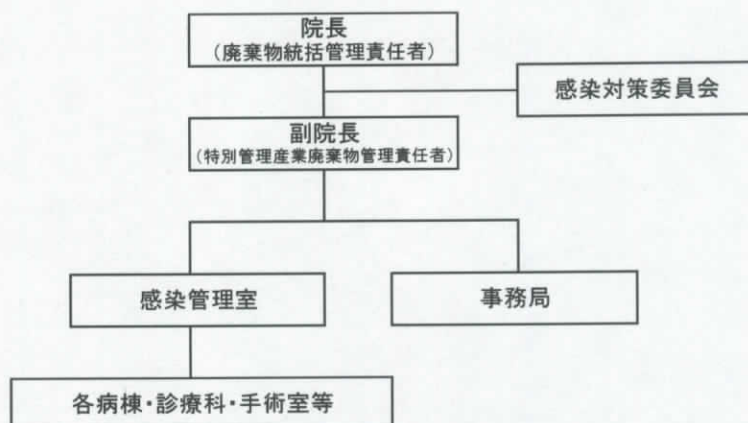 院長
(廃棄物統括管理責任者)
感染対策委員会
副院長
(特別管理産業廃棄物管理責任者)
感染管理室
事務局
各病棟・診療科・手術室等